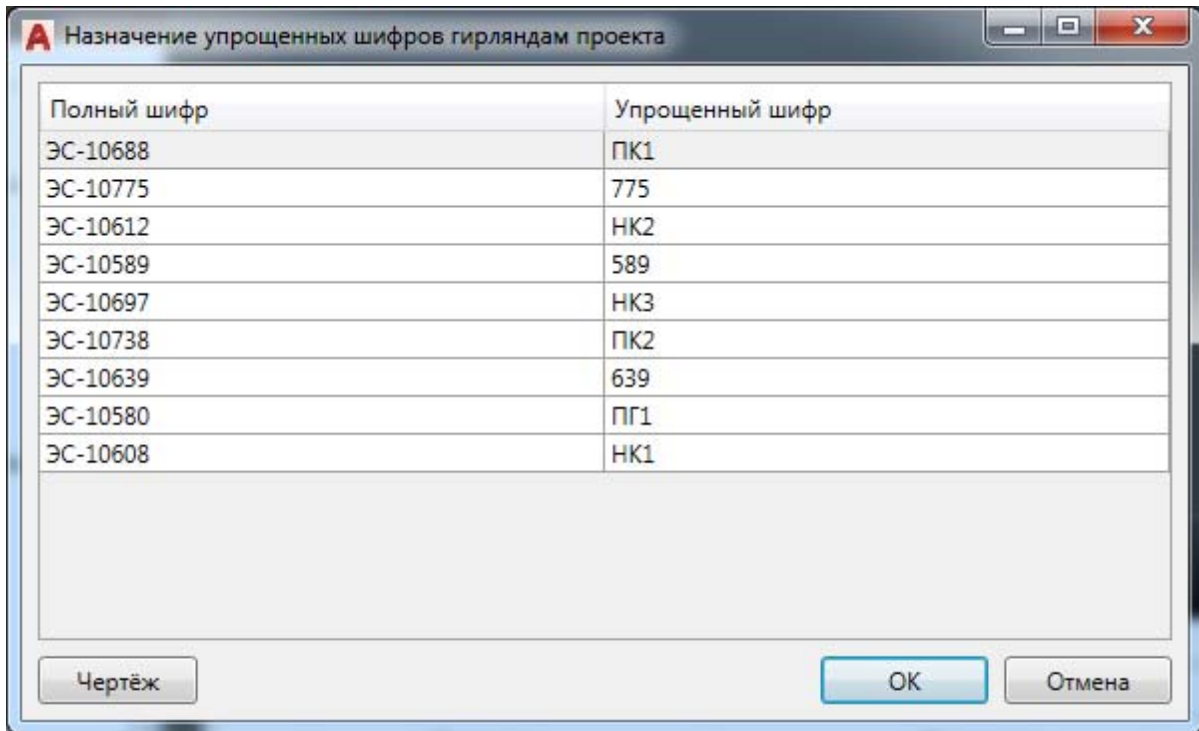 Назначение упрощенных шифров гирляндам проекта
Полный шифр Упрощенный шифр
ЭС-10688 ПК1
ЭС-10775 775
ЭС-10612 НК2
ЭС-10589 589
ЭС-10697 НК3
ЭС-10738 ПК2
ЭС-10639 639
ЭС-10580 ПГ1
ЭС-10608 НК1
Чертёж ОК Отмена